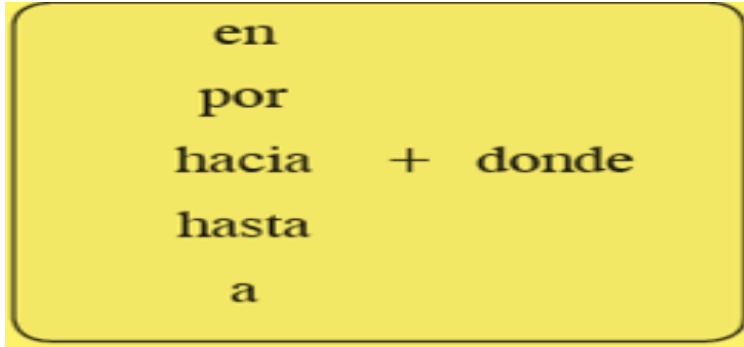 en
por
hacia + donde
hasta
a